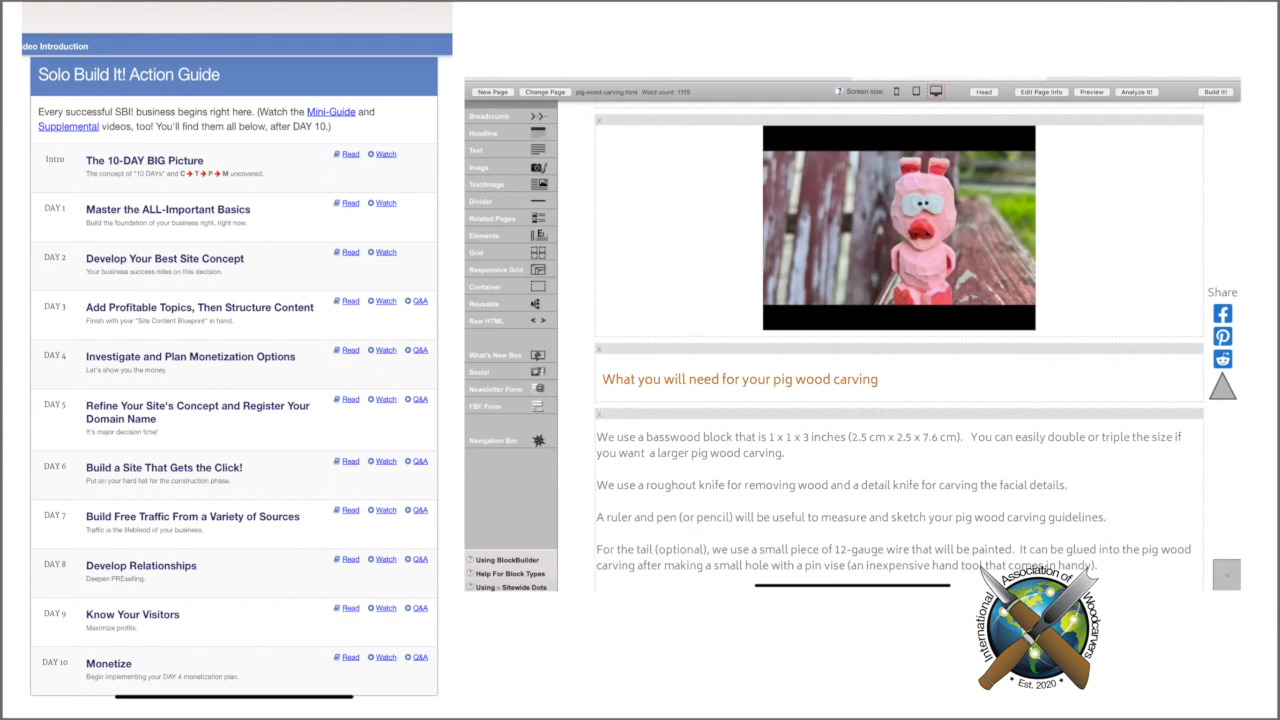 deo Introduction
Solo Build It! Action Guide
Every successful SBI! business begins right here. (Watch the Mini-Guide and
Supplemental videos, too! You'll find them all below, after DAY 10.)
Intro
The 10-DAY BIG Picture
Read Watch
The concept of "10 DAYs" and C → T → P → M uncovered.
DAY 1
Master the ALL-Important Basics
Read Watch
Build the foundation of your business right, right now.
DAY 2
Develop Your Best Site Concept
Read Watch
Your business success rides on this decision.
DAY 3
Add Profitable Topics, Then Structure Content
Read Watch Q&A
Finish with your "Site Content Blueprint" in hand.
DAY 4
Investigate and Plan Monetization Options
Read Watch Q&A
Let's show you the money.
DAY 5
Refine Your Site's Concept and Register Your
Domain Name
Read Watch Q&A
It's major decision time!
DAY 6
Build a Site That Gets the Click!
Read Watch Q&A
Put on your hard hat for the construction phase.
DAY 7
Build Free Traffic From a Variety of Sources
Read Watch Q&A
Traffic is the lifeblood of your business.
DAY 8
Develop Relationships
Read Watch Q&A
Deepen PREselling.
DAY 9
Know Your Visitors
Read Watch Q&A
Maximize profits.
DAY 10
Monetize
Read Watch Q&A
Begin implementing your DAY 4 monetization plan.
New Page Change Page pig-wood-carving.html Word count: 1115 ? Screen size: Head Edit Page Info Preview Analyze It! Build It!
Breadcrumb
Headline
Text
Image
Text/Image
Divider
Related Pages
Elements
Grid
Responsive Grid
Container
Reusable
Raw HTML
What's New Box
Social
Newsletter Form
FBI! Form
Navigation Bar
? Using BlockBuilder
? Help For Block Types
? Using Sitewide Dots
What you will need for your pig wood carving
We use a basswood block that is 1 x 1 x 3 inches (2.5 cm x 2.5 x 7.6 cm). You can easily double or triple the size if
you want a larger pig wood carving.
We use a roughout knife for removing wood and a detail knife for carving the facial details.
A ruler and pen (or pencil) will be useful to measure and sketch your pig wood carving guidelines.
For the tail (optional), we use a small piece of 12-gauge wire that will be painted. It can be glued into the pig wood
carving after making a small hole with a pin vise (an inexpensive hand tool that comes in handy).
Share
International Association of Woodcarvers
Est. 2020